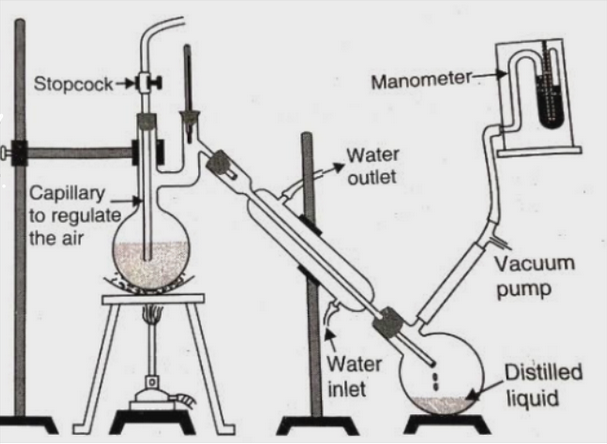 Stopcock
Manometer
Water
outlet
Capillary
to regulate
the air
Vacuum
pump
Water
inlet
Distilled
liquid